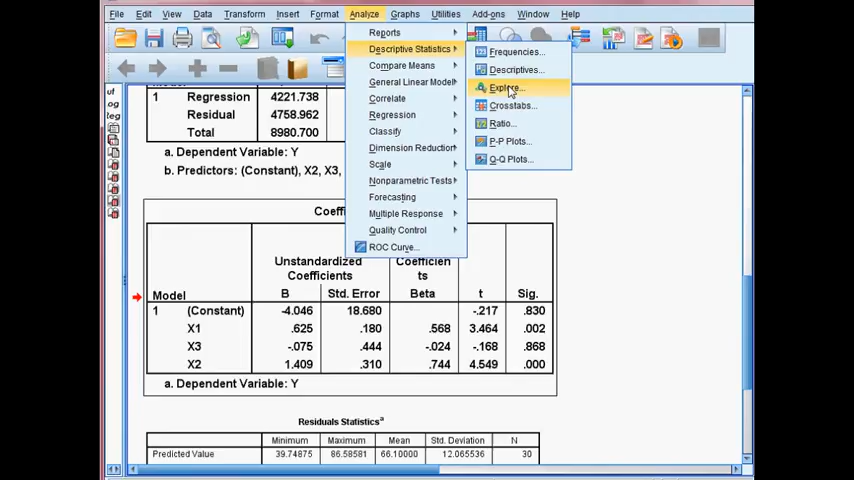 File Edit View Data Transform Insert Format Analyze Graphs Utilities Add-ons Window Help
Reports
Descriptive Statistics
Compare Means
General Linear Model
Correlate
Regression
Classify
Dimension Reduction
Scale
Nonparametric Tests
Forecasting
Multiple Response
Quality Control
ROC Curve...
Frequencies...
Descriptives...
Explore...
Crosstabs...
Ratio...
P-P Plots...
Q-Q Plots...
1 Regression 4221.738
Residual 4758.962
Total 8980.700
a. Dependent Variable: Y
b. Predictors: (Constant), X2, X3,
Unstandardized Coefficients
Coefficien
ts
Model B Std. Error Beta t Sig.
1 (Constant) -4.046 18.680 -.217 .830
X1 .625 .180 .568 3.464 .002
X3 -.075 .444 -.024 -.168 .868
X2 1.409 .310 .744 4.549 .000
a. Dependent Variable: Y
Residuals Statisticsa
Minimum Maximum Mean Std. Deviation N
Predicted Value 39.74875 86.58581 66.10000 12.065536 30